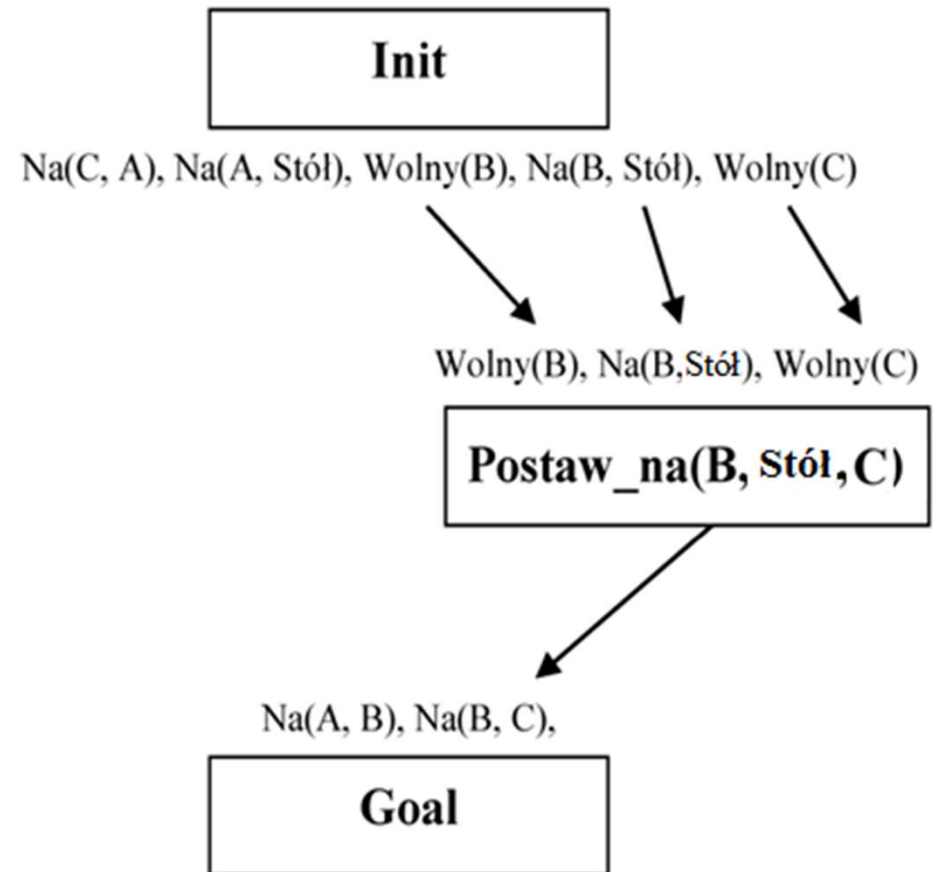 Init
Na(C, A), Na(A, Stół), Wolny(B), Na(B, Stół), Wolny(C)
Wolny(B), Na(B,Stół), Wolny(C)
Postaw_na(B, Stół,C)
Na(A, B), Na(B, C),
Goal